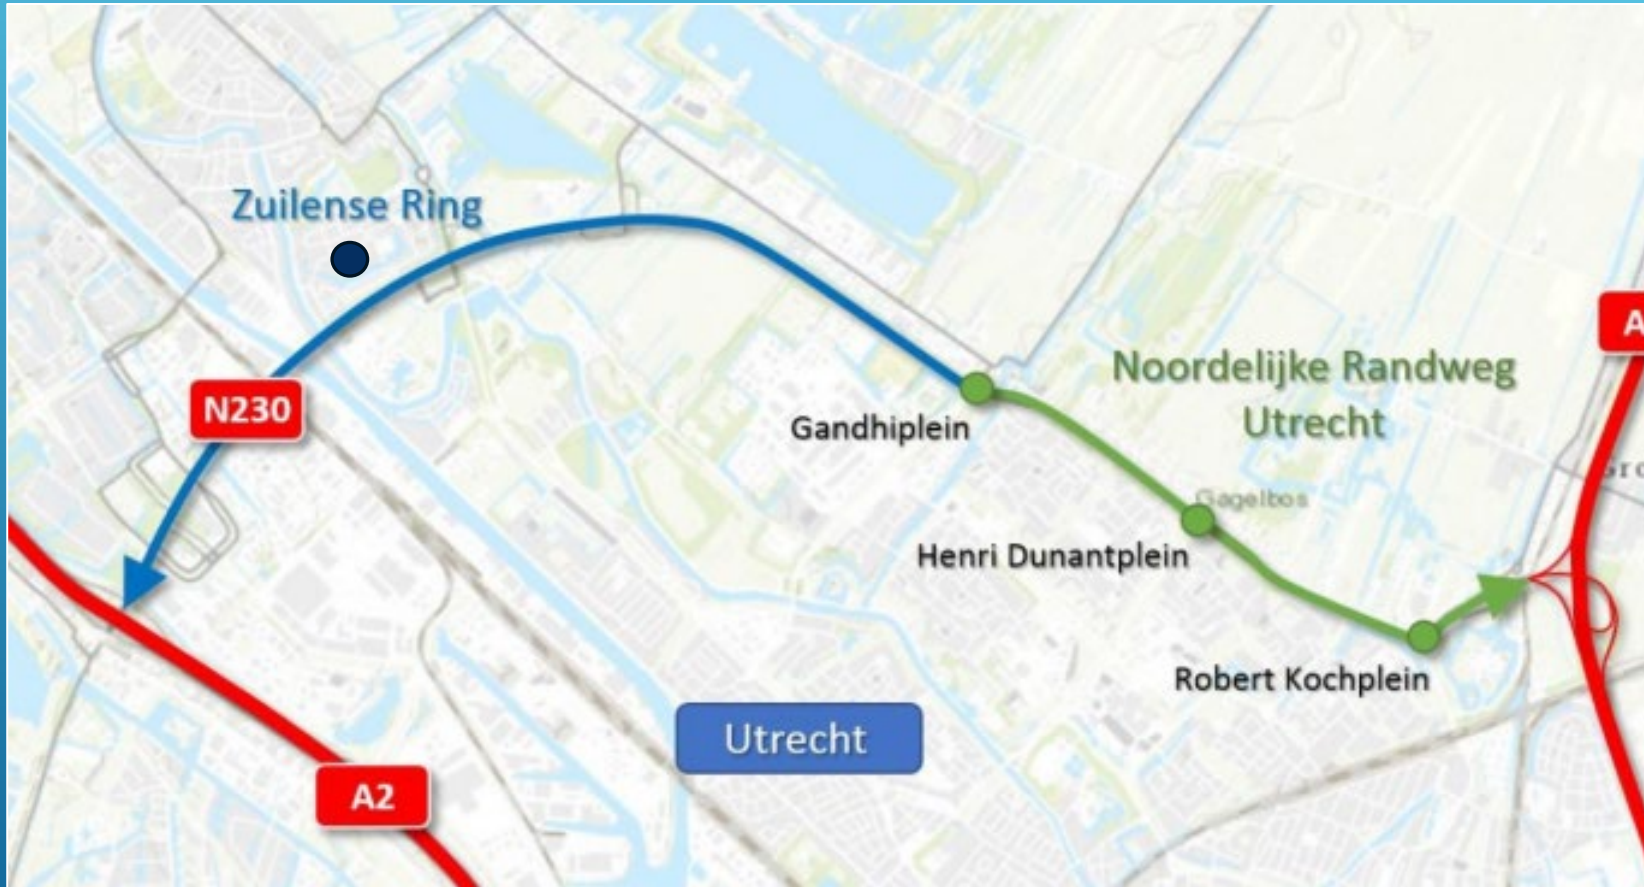 Zuilense Ring
N230
Gandhiplein
Noordelijke Randweg
Utrecht
Gagelbos
Henri Dunantplein
Robert Kochplein
Utrecht
A2
A